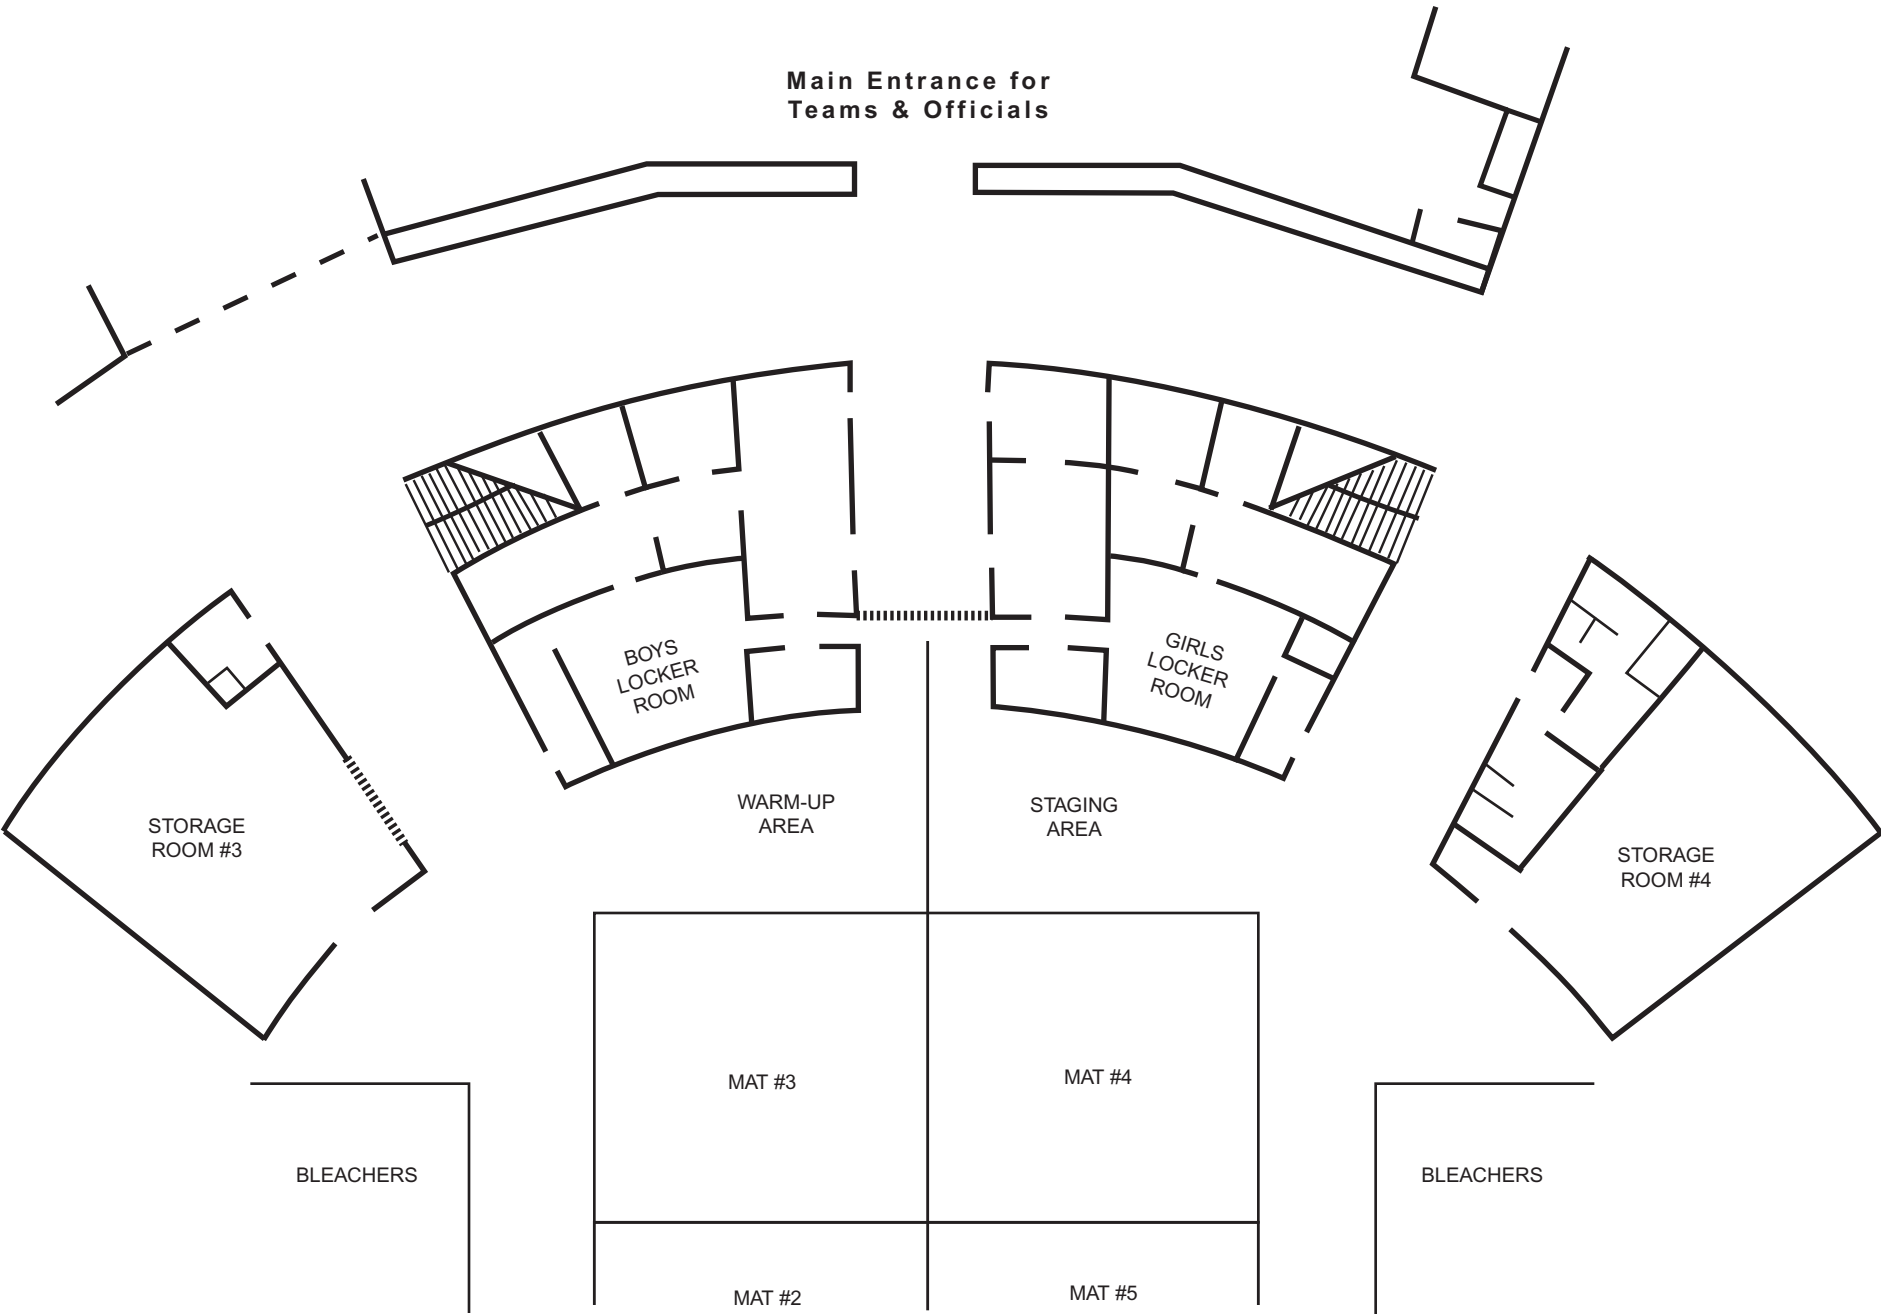 Main Entrance for
Teams & Officials
BOYS
LOCKER
ROOM
GIRLS
LOCKER
ROOM
WARM-UP
AREA
STAGING
AREA
STORAGE
ROOM #3
STORAGE
ROOM #4
MAT #3
MAT #4
BLEACHERS
BLEACHERS
MAT #2
MAT #5